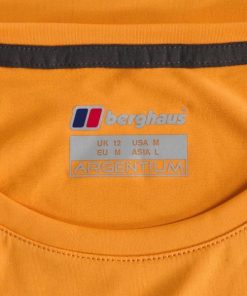 berghaus
UK 12 USA M
EU M ASIA L
ARGENTIUM